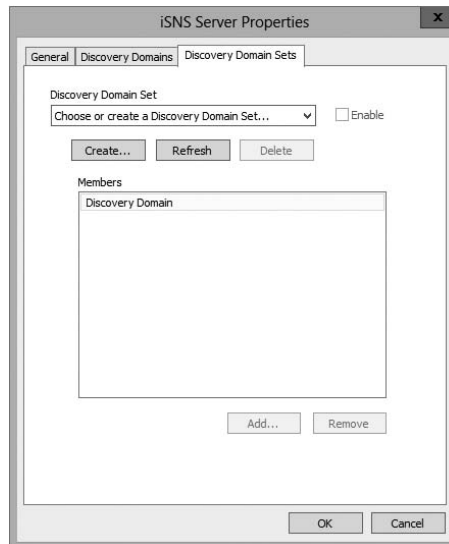 iSNS Server Properties
x
General Discovery Domains Discovery Domain Sets
Discovery Domain Set
Choose or create a Discovery Domain Set... Enable
Create... Refresh Delete
Members
Discovery Domain
Add... Remove
OK Cancel